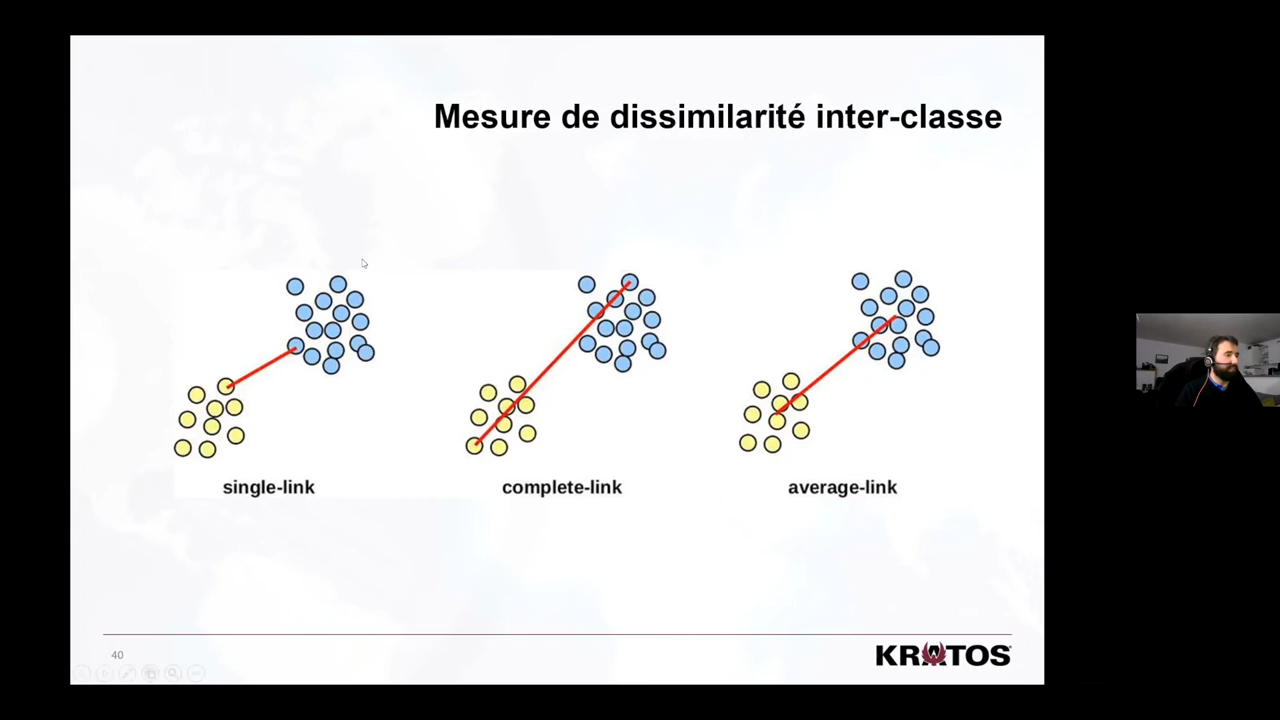 Mesure de dissimilarité inter-classe
single-link
complete-link
average-link
40
KRATOS